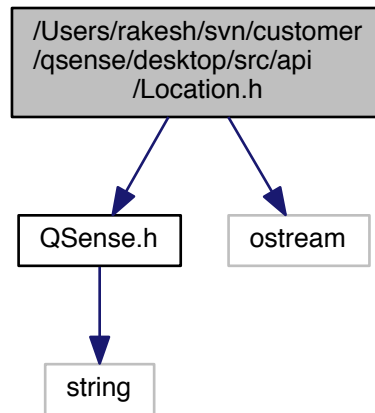 /Users/rakesh/svn/customer
/qsense/desktop/src/api
/Location.h
QSense.h
ostream
string